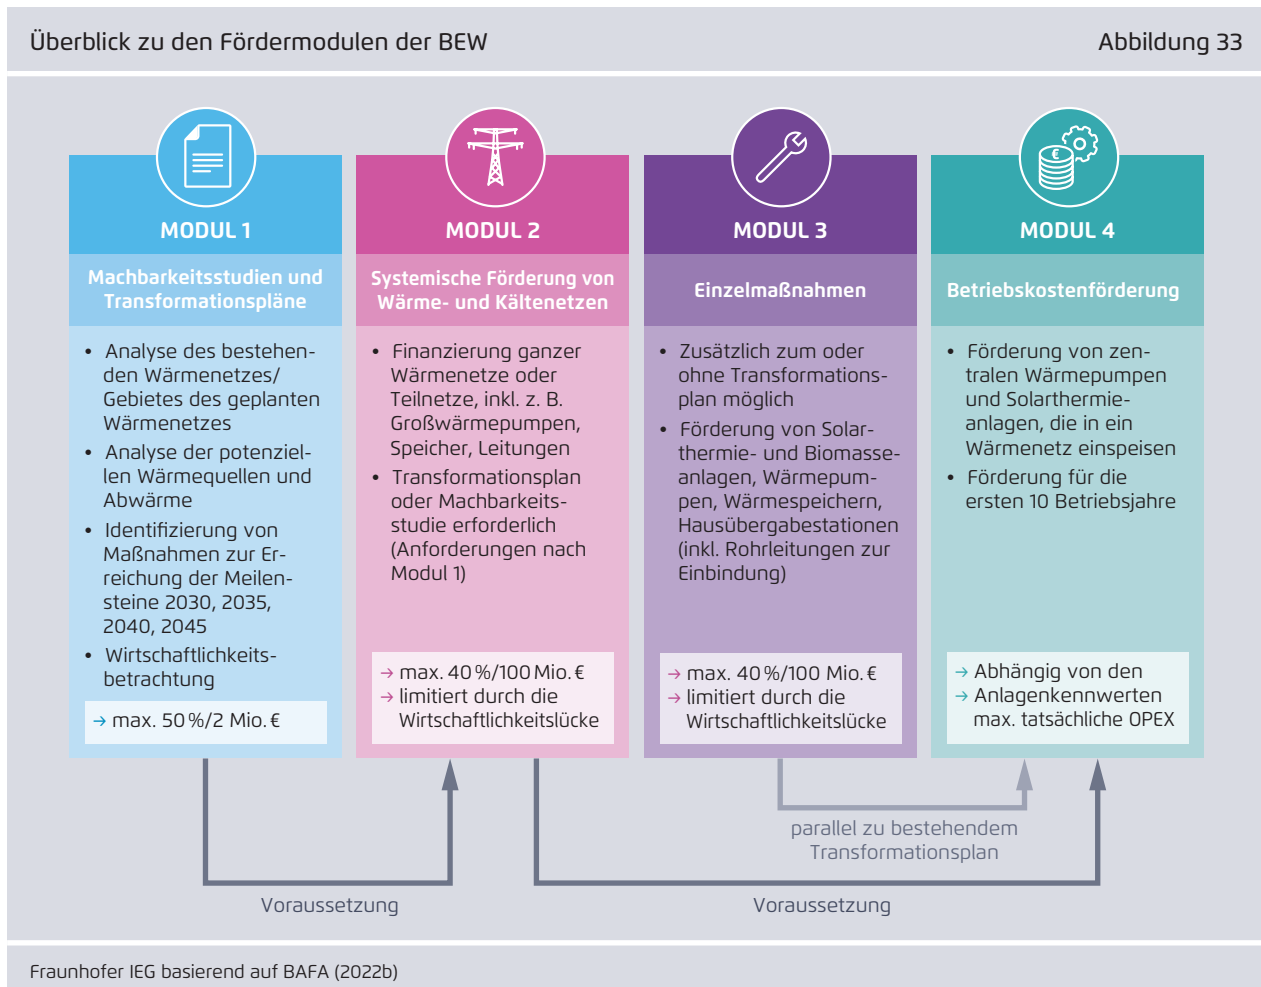 Überblick zu den Fördermodulen der BEW
Abbildung 33
MODUL 1
Machbarkeitsstudien und
Transformationspläne
• Analyse des bestehen-
den Wärmenetzes/
Gebietes des geplanten
Wärmenetzes
• Analyse der potenziel-
len Wärmequellen und
Abwärme
• Identifizierung von
Maßnahmen zur Er-
reichung der Meilen-
steine 2030, 2035,
2040, 2045
• Wirtschaftlichkeits-
betrachtung
→ max. 50 %/2 Mio. €
MODUL 2
Systemische Förderung von
Wärme- und Kältenetzen
• Finanzierung ganzer
Wärmenetze oder
Teilnetze, inkl. z. B.
Großwärmepumpen,
Speicher, Leitungen
• Transformationsplan
oder Machbarkeits-
studie erforderlich
(Anforderungen nach
Modul 1)
→ max. 40 %/100 Mio. €
→ limitiert durch die
Wirtschaftlichkeitslücke
MODUL 3
Einzelmaßnahmen
• Zusätzlich zum oder
ohne Transformations-
plan möglich
• Förderung von Solar-
thermie- und Biomasse-
anlagen, Wärmepum-
pen, Wärmespeichern,
Hausübergabestationen
(inkl. Rohrleitungen zur
Einbindung)
→ max. 40 %/100 Mio. €
→ limitiert durch die
Wirtschaftlichkeitslücke
€
MODUL 4
Betriebskostenförderung
• Förderung von zen-
tralen Wärmepumpen
und Solarthermie-
anlagen, die in ein
Wärmenetz einspeisen
• Förderung für die
ersten 10 Betriebsjahre
→ Abhängig von den
→ Anlagenkennwerten
max. tatsächliche OPEX
parallel zu bestehendem
Transformationsplan
Voraussetzung
Voraussetzung
Fraunhofer IEG basierend auf BAFA (2022b)